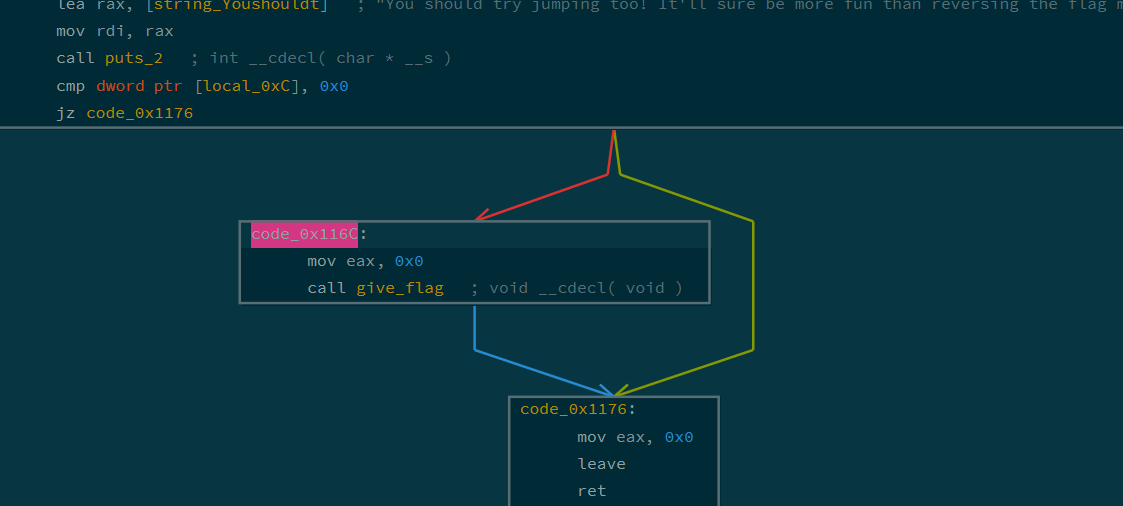 lea rax, [string_Youshouldt] ; "You should try jumping too! It'll sure be more fun than reversing the flag m
mov rdi, rax
call puts_2 ; int __cdecl( char * __s )
cmp dword ptr [local_0xC], 0x0
jz code_0x1176
code_0x116C:
mov eax, 0x0
call give_flag ; void __cdecl( void )
code_0x1176:
mov eax, 0x0
leave
ret